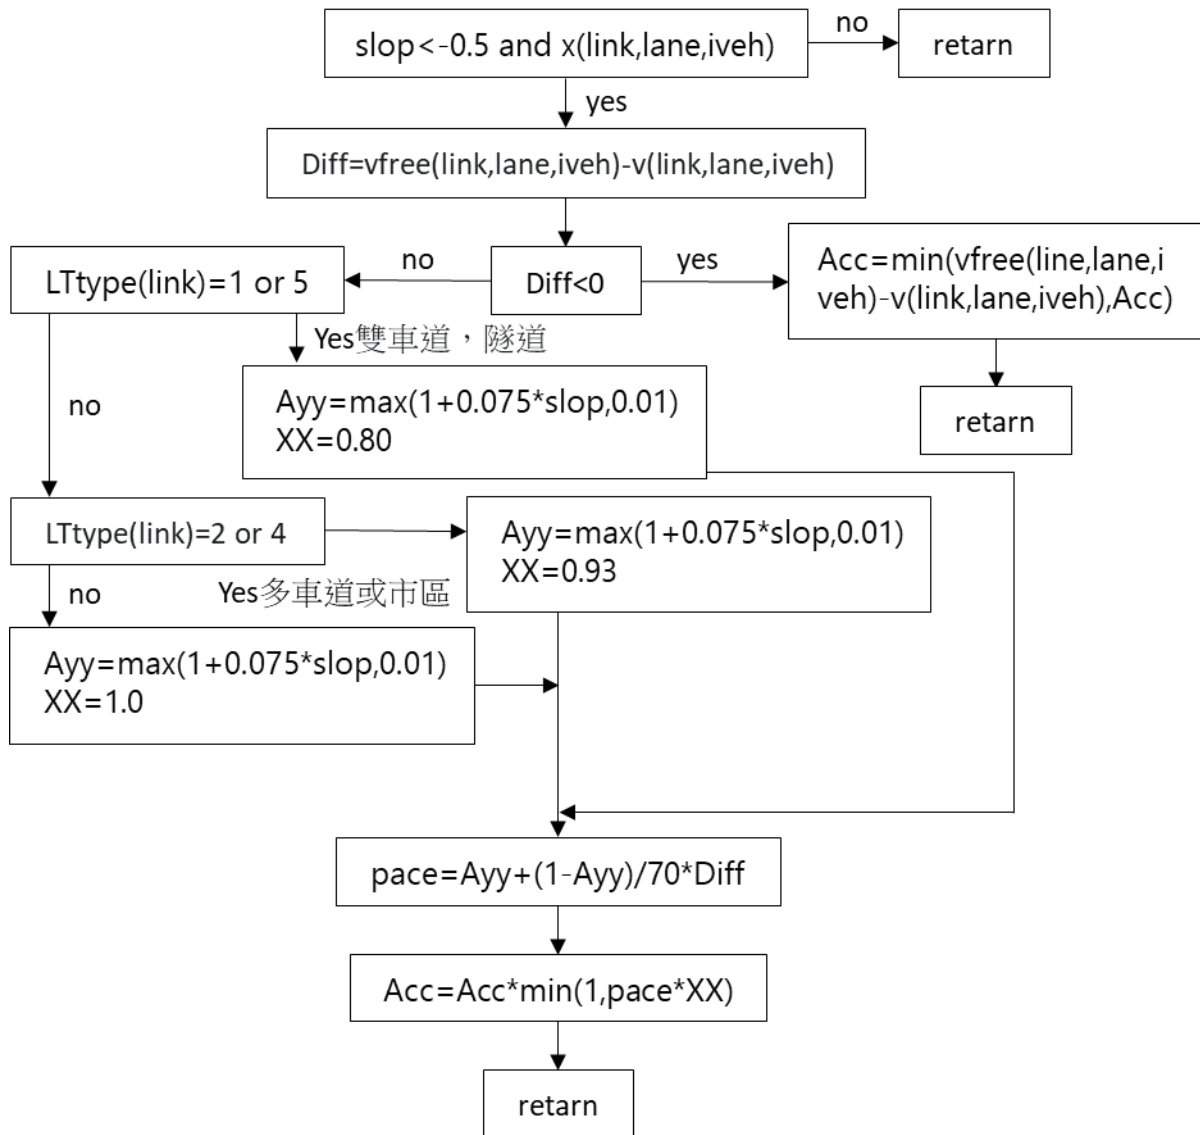 slop<-0.5 and x(link,lane,iveh)
no
retarn
yes
Diff=vfree(link,lane,iveh)-v(link,lane,iveh)
LTtype(link)=1 or 5
no
Diff<0
yes
Acc=min(vfree(line,lane,i
veh)-v(link,lane,iveh),Acc)
retarn
Yes雙車道，隧道
Ayy=max(1+0.075*slop,0.01)
XX=0.80
no
LTtype(link)=2 or 4
Yes多車道或市區
Ayy=max(1+0.075*slop,0.01)
XX=0.93
no
Ayy=max(1+0.075*slop,0.01)
XX=1.0
pace=Ayy+(1-Ayy)/70*Diff
Acc=Acc*min(1,pace*XX)
retarn